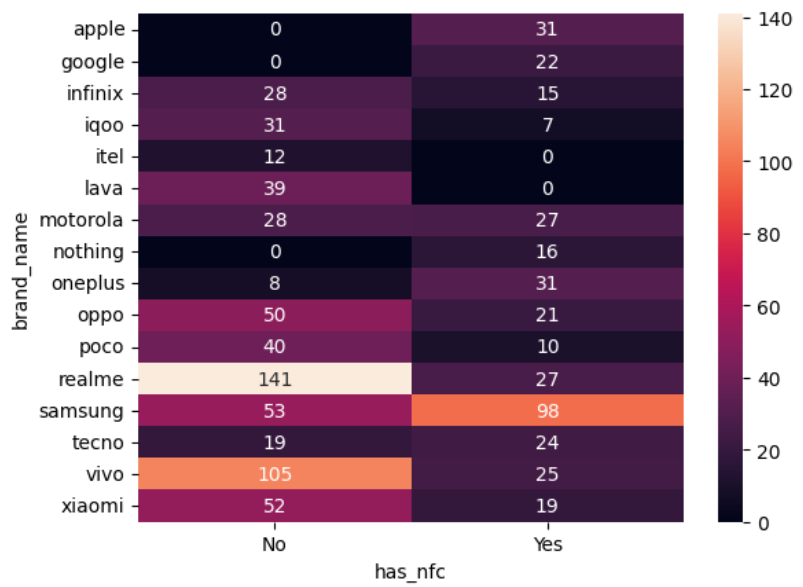 apple 0 31
google 0 22
infinix 28 15
iqoo 31 7
itel 12 0
lava 39 0
motorola 28 27
nothing 0 16
oneplus 8 31
oppo 50 21
poco 40 10
realme 141 27
samsung 53 98
tecno 19 24
vivo 105 25
xiaomi 52 19
No Yes
has_nfc
brand_name
140
120
100
80
60
40
20
0